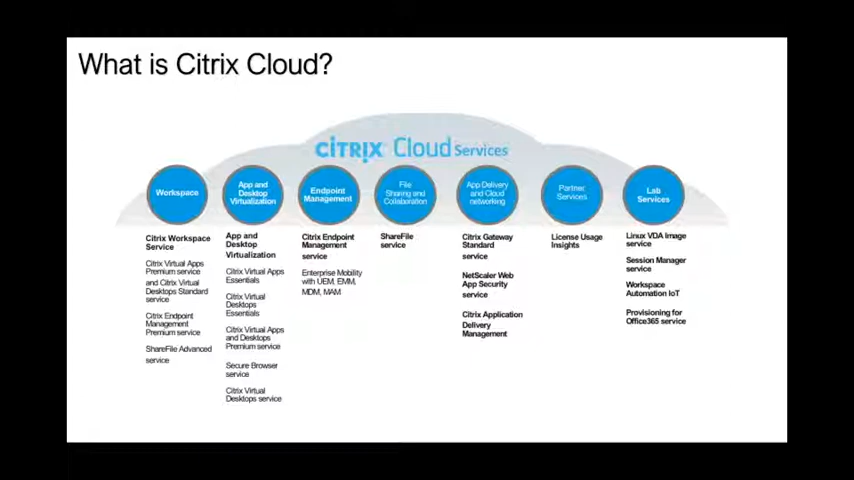 What is Citrix Cloud?
CİTRIX Cloud Services
Workspace
App and
Desktop
Virtualization
Endpoint
Management
File
Sharing and
Collaboration
App Delivery
and Cloud
networking
Partner
Services
Lab
Services
Citrix Workspace
Service
Citrix Virtual Apps
Premium service
and Citrix Virtual
Desktops Standard
service
Citrix Endpoint
Management
Premium service
ShareFile Advanced
service
App and
Desktop
Virtualization
Citrix Virtual Apps
Essentials
Citrix Virtual
Desktops
Essentials
Citrix Virtual Apps
and Desktops
Premium service
Secure Browser
service
Citrix Virtual
Desktops service
Citrix Endpoint
Management
service
Enterprise Mobility
with UEM, EMM,
MDM, MAM
ShareFile
service
Citrix Gateway
Standard
service
NetScaler Web
App Security
service
Citrix Application
Delivery
Management
License Usage
Insights
Linux VDA Image
service
Session Manager
service
Workspace
Automation IoT
Provisioning for
Office365 service